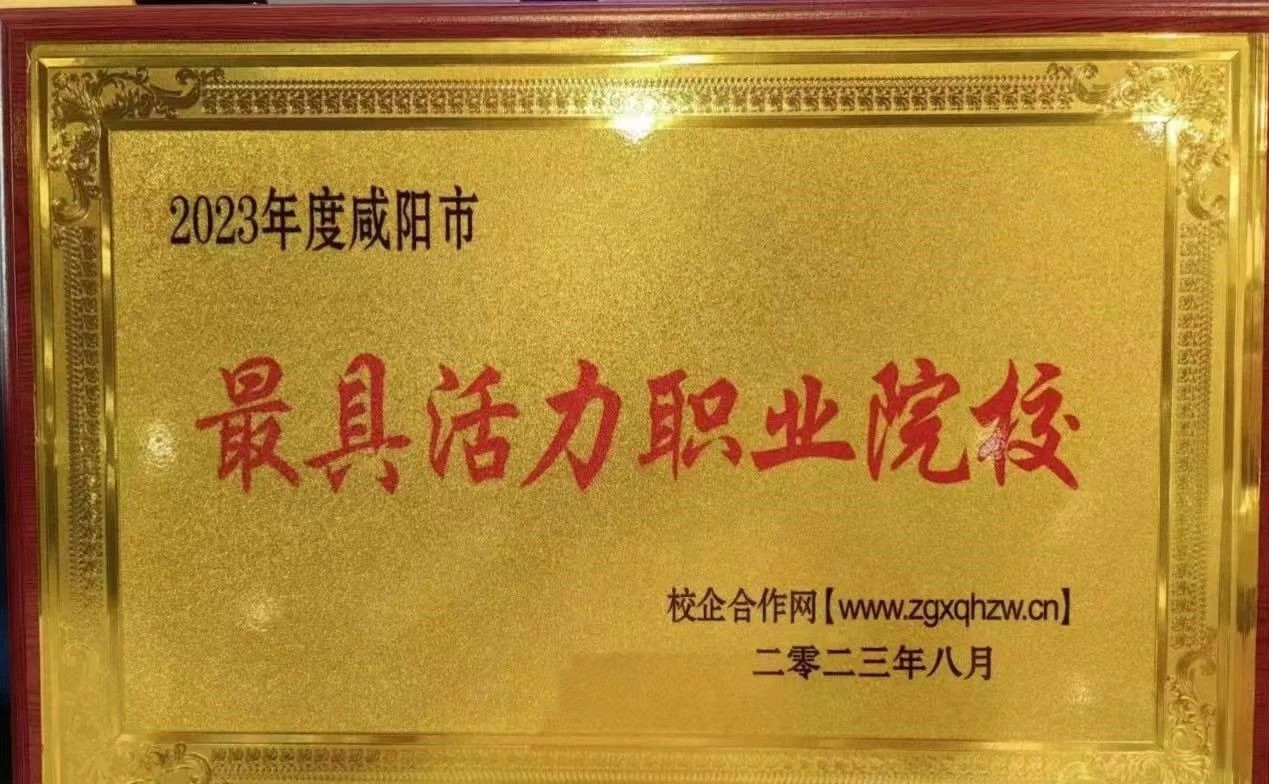 2023年度咸阳市
最具活力职业院校
校企合作网【www.zgxqhzw.cn】
二零二三年八月